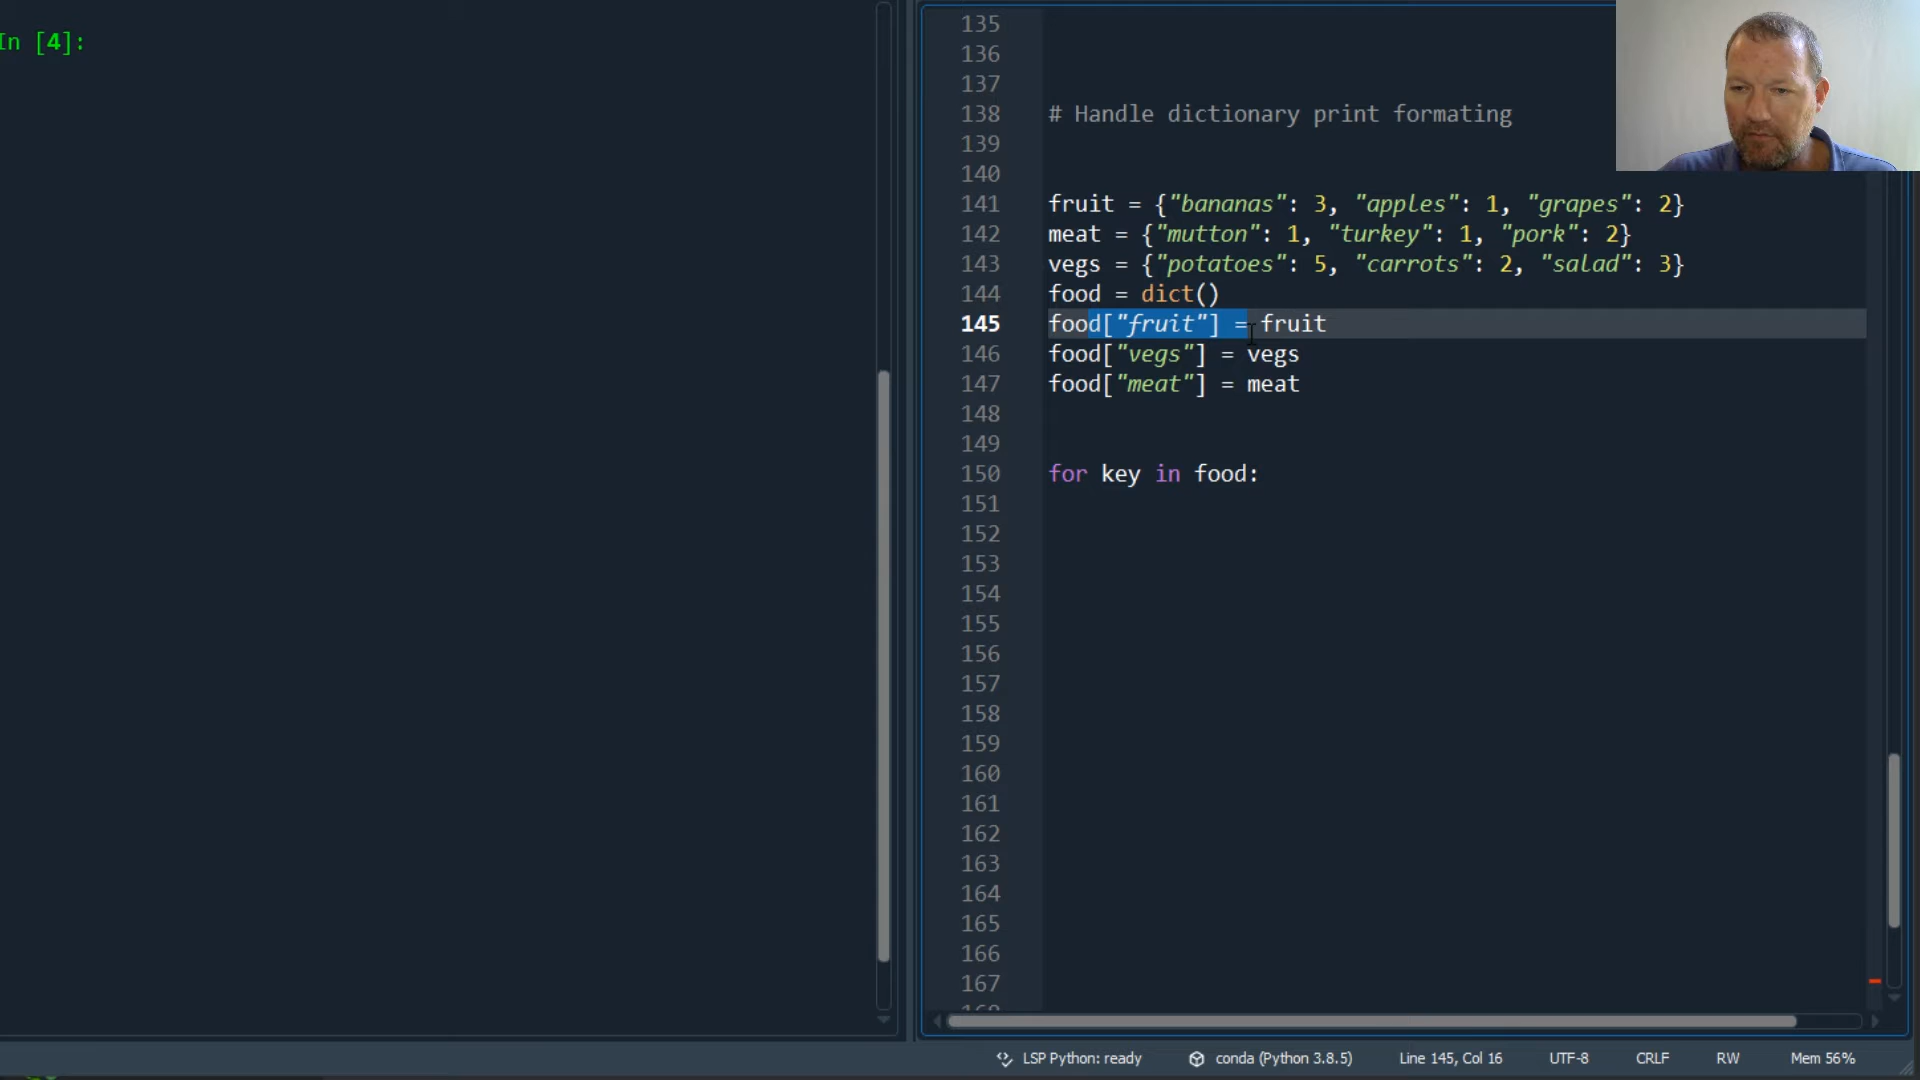 In [4]:
135
136
137
138 # Handle dictionary print formating
139
140
141 fruit = {"bananas": 3, "apples": 1, "grapes": 2}
142 meat = {"mutton": 1, "turkey": 1, "pork": 2}
143 vegs = {"potatoes": 5, "carrots": 2, "salad": 3}
144 food = dict()
145 food["fruit"] = fruit
146 food["vegs"] = vegs
147 food["meat"] = meat
148
149
150 for key in food:
151
152
153
154
155
156
157
158
159
160
161
162
163
164
165
166
167
168
LSP Python: ready conda (Python 3.8.5) Line 145, Col 16 UTF-8 CRLF RW Mem 56%